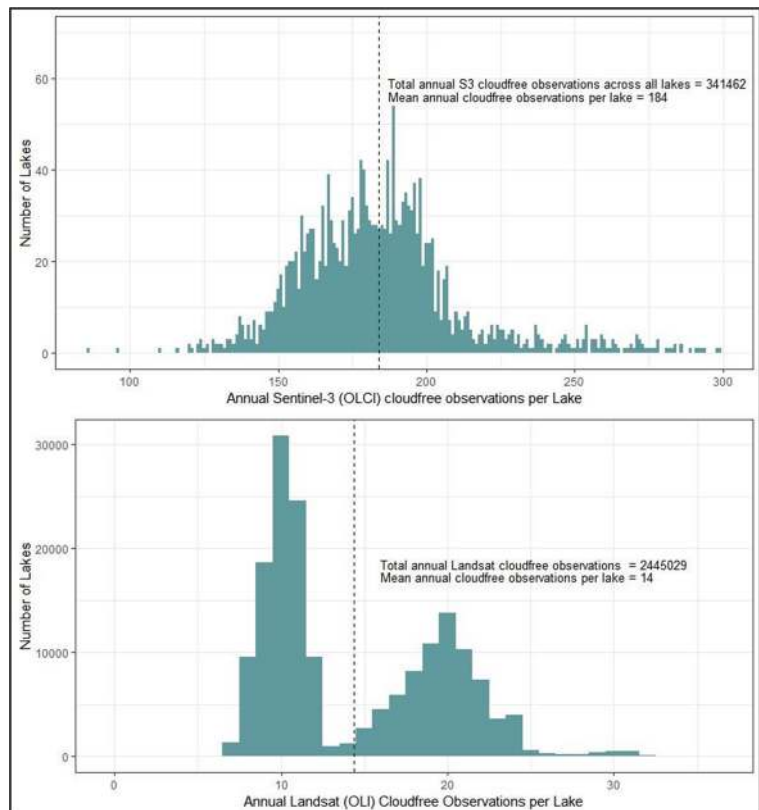 60
40
20
0
Number of Lakes
Total annual S3 cloudfree observations across all lakes = 341462
Mean annual cloudfree observations per lake = 184
100 150 200 250 300
Annual Sentinel-3 (OLCI) cloudfree observations per Lake
30000
20000
10000
0
Number of Lakes
Total annual Landsat cloudfree observations = 2445029
Mean annual cloudfree observations per lake = 14
0 10 20 30
Annual Landsat (OLI) Cloudfree Observations per Lake